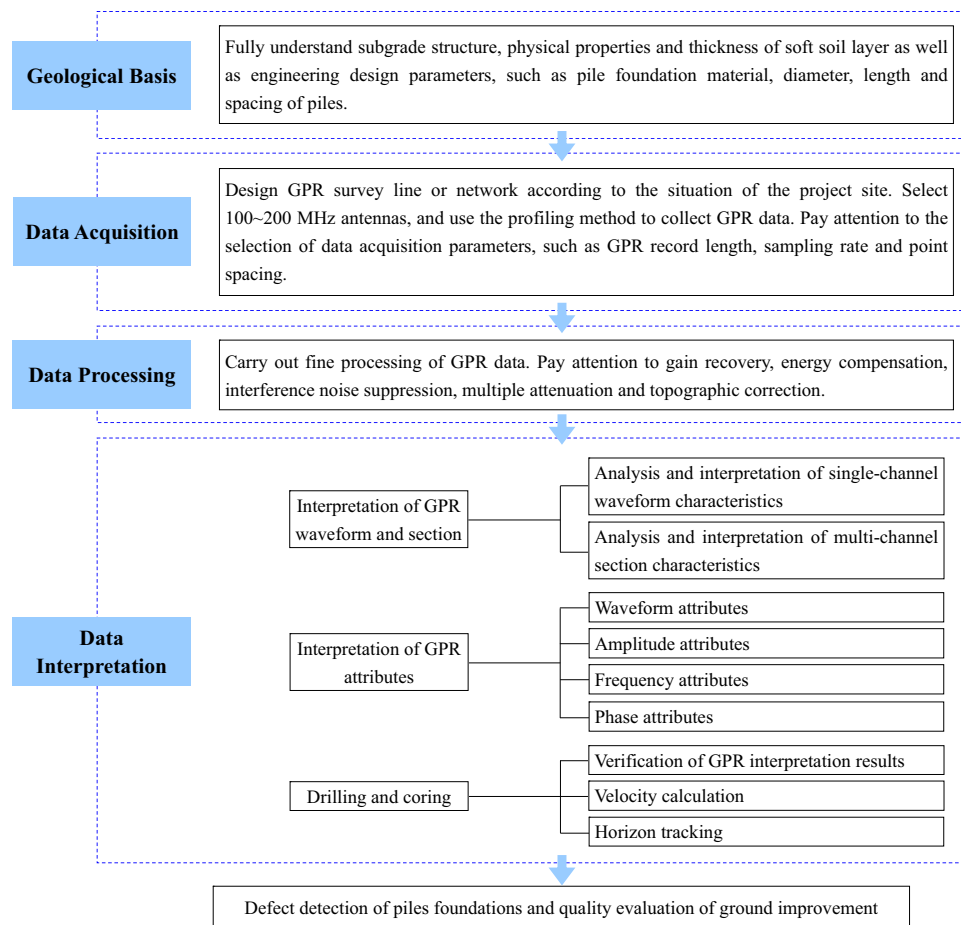 Geological Basis
Fully understand subgrade structure, physical properties and thickness of soft soil layer as well
as engineering design parameters, such as pile foundation material, diameter, length and
spacing of piles.
Data Acquisition
Design GPR survey line or network according to the situation of the project site. Select
100~200 MHz antennas, and use the profiling method to collect GPR data. Pay attention to the
selection of data acquisition parameters, such as GPR record length, sampling rate and point
spacing.
Data Processing
Carry out fine processing of GPR data. Pay attention to gain recovery, energy compensation,
interference noise suppression, multiple attenuation and topographic correction.
Data
Interpretation
Interpretation of GPR
waveform and section
Analysis and interpretation of single-channel
waveform characteristics
Analysis and interpretation of multi-channel
section characteristics
Interpretation of GPR
attributes
Waveform attributes
Amplitude attributes
Frequency attributes
Phase attributes
Drilling and coring
Verification of GPR interpretation results
Velocity calculation
Horizon tracking
Defect detection of piles foundations and quality evaluation of ground improvement